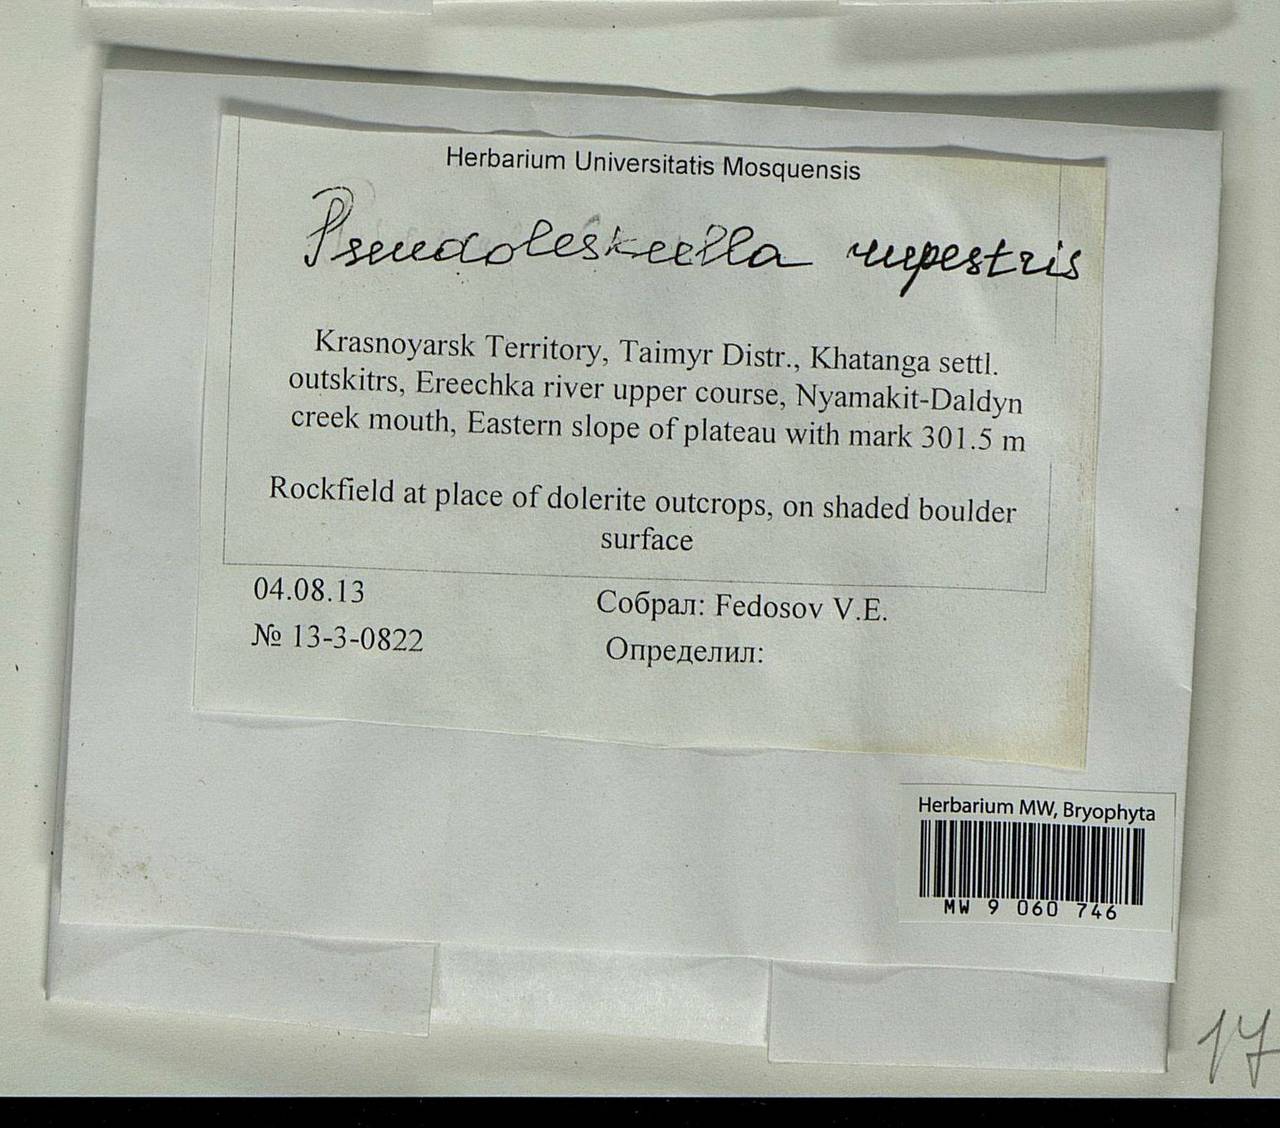 Herbarium Universitatis Mosquensis
Pseudoleskeella rupestris
Krasnoyarsk Territory, Taimyr Distr., Khatanga settl.
outskitrs, Ereechka river upper course, Nyamakit-Daldyn
creek mouth, Eastern slope of plateau with mark 301.5 m
Rockfield at place of dolerite outcrops, on shaded boulder
surface
04.08.13
Собрал: Fedosov V.E.
№ 13-3-0822
Определил:
Herbarium MW, Bryophyta
MW 9 060 746
17